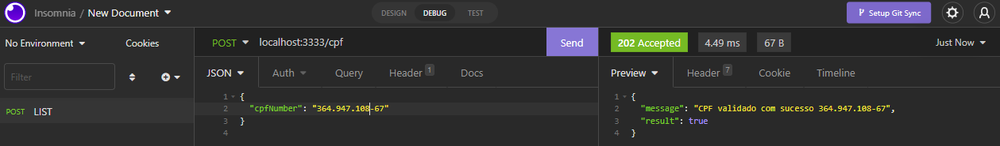 Insomnia / New Document
DESIGN DEBUG TEST
Setup Git Sync
No Environment Cookies
POST localhost:3333/cpf Send
202 Accepted 4.49 ms 67 B Just Now
Filter
JSON Auth Query Header 1 Docs
Preview Header 7 Cookie Timeline
POST LIST
1 {
2 "cpfNumber": "364.947.108-67"
3 }
4
1 {
2 "message": "CPF validado com sucesso 364.947.108-67",
3 "result": true
4 }